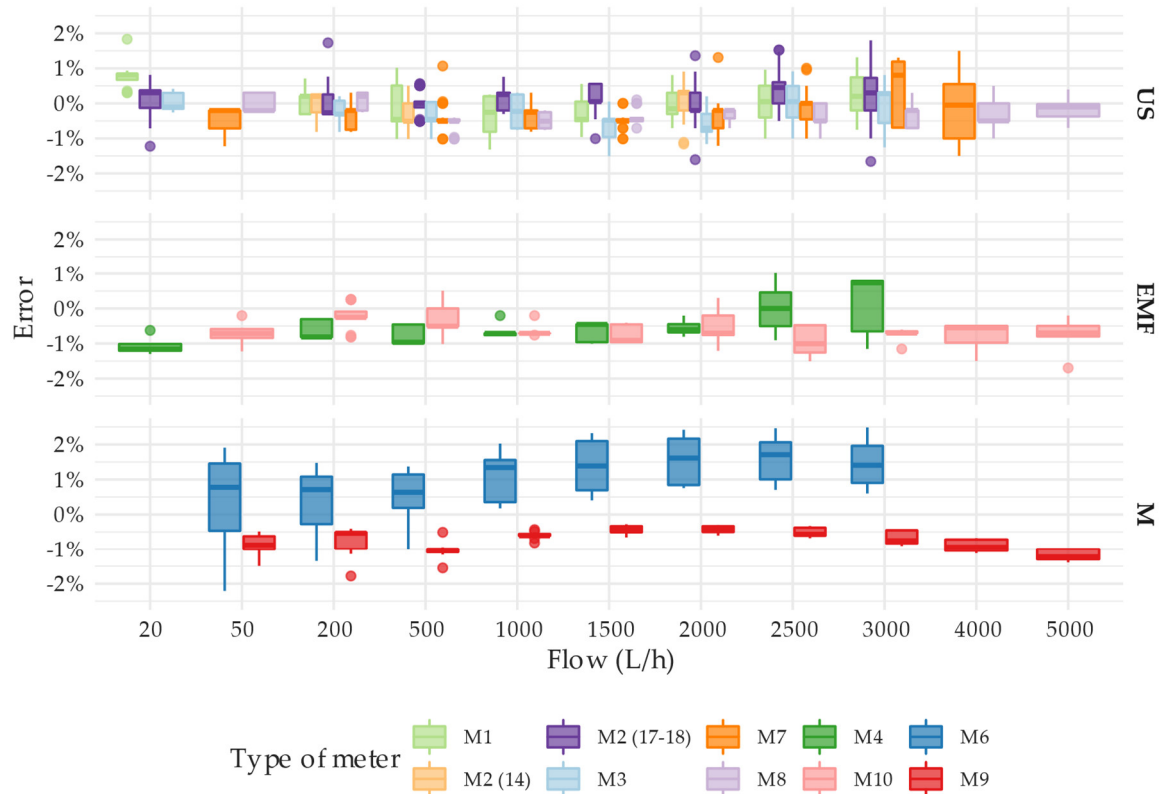 2%
1%
0%
-1%
-2%
US
2%
1%
0%
-1%
-2%
EMF
2%
1%
0%
-1%
-2%
M
Error
20 50 200 500 1000 1500 2000 2500 3000 4000 5000
Flow (L/h)
Type of meter
M1 M2 (17-18) M7 M4 M6
M2 (14) M3 M8 M10 M9